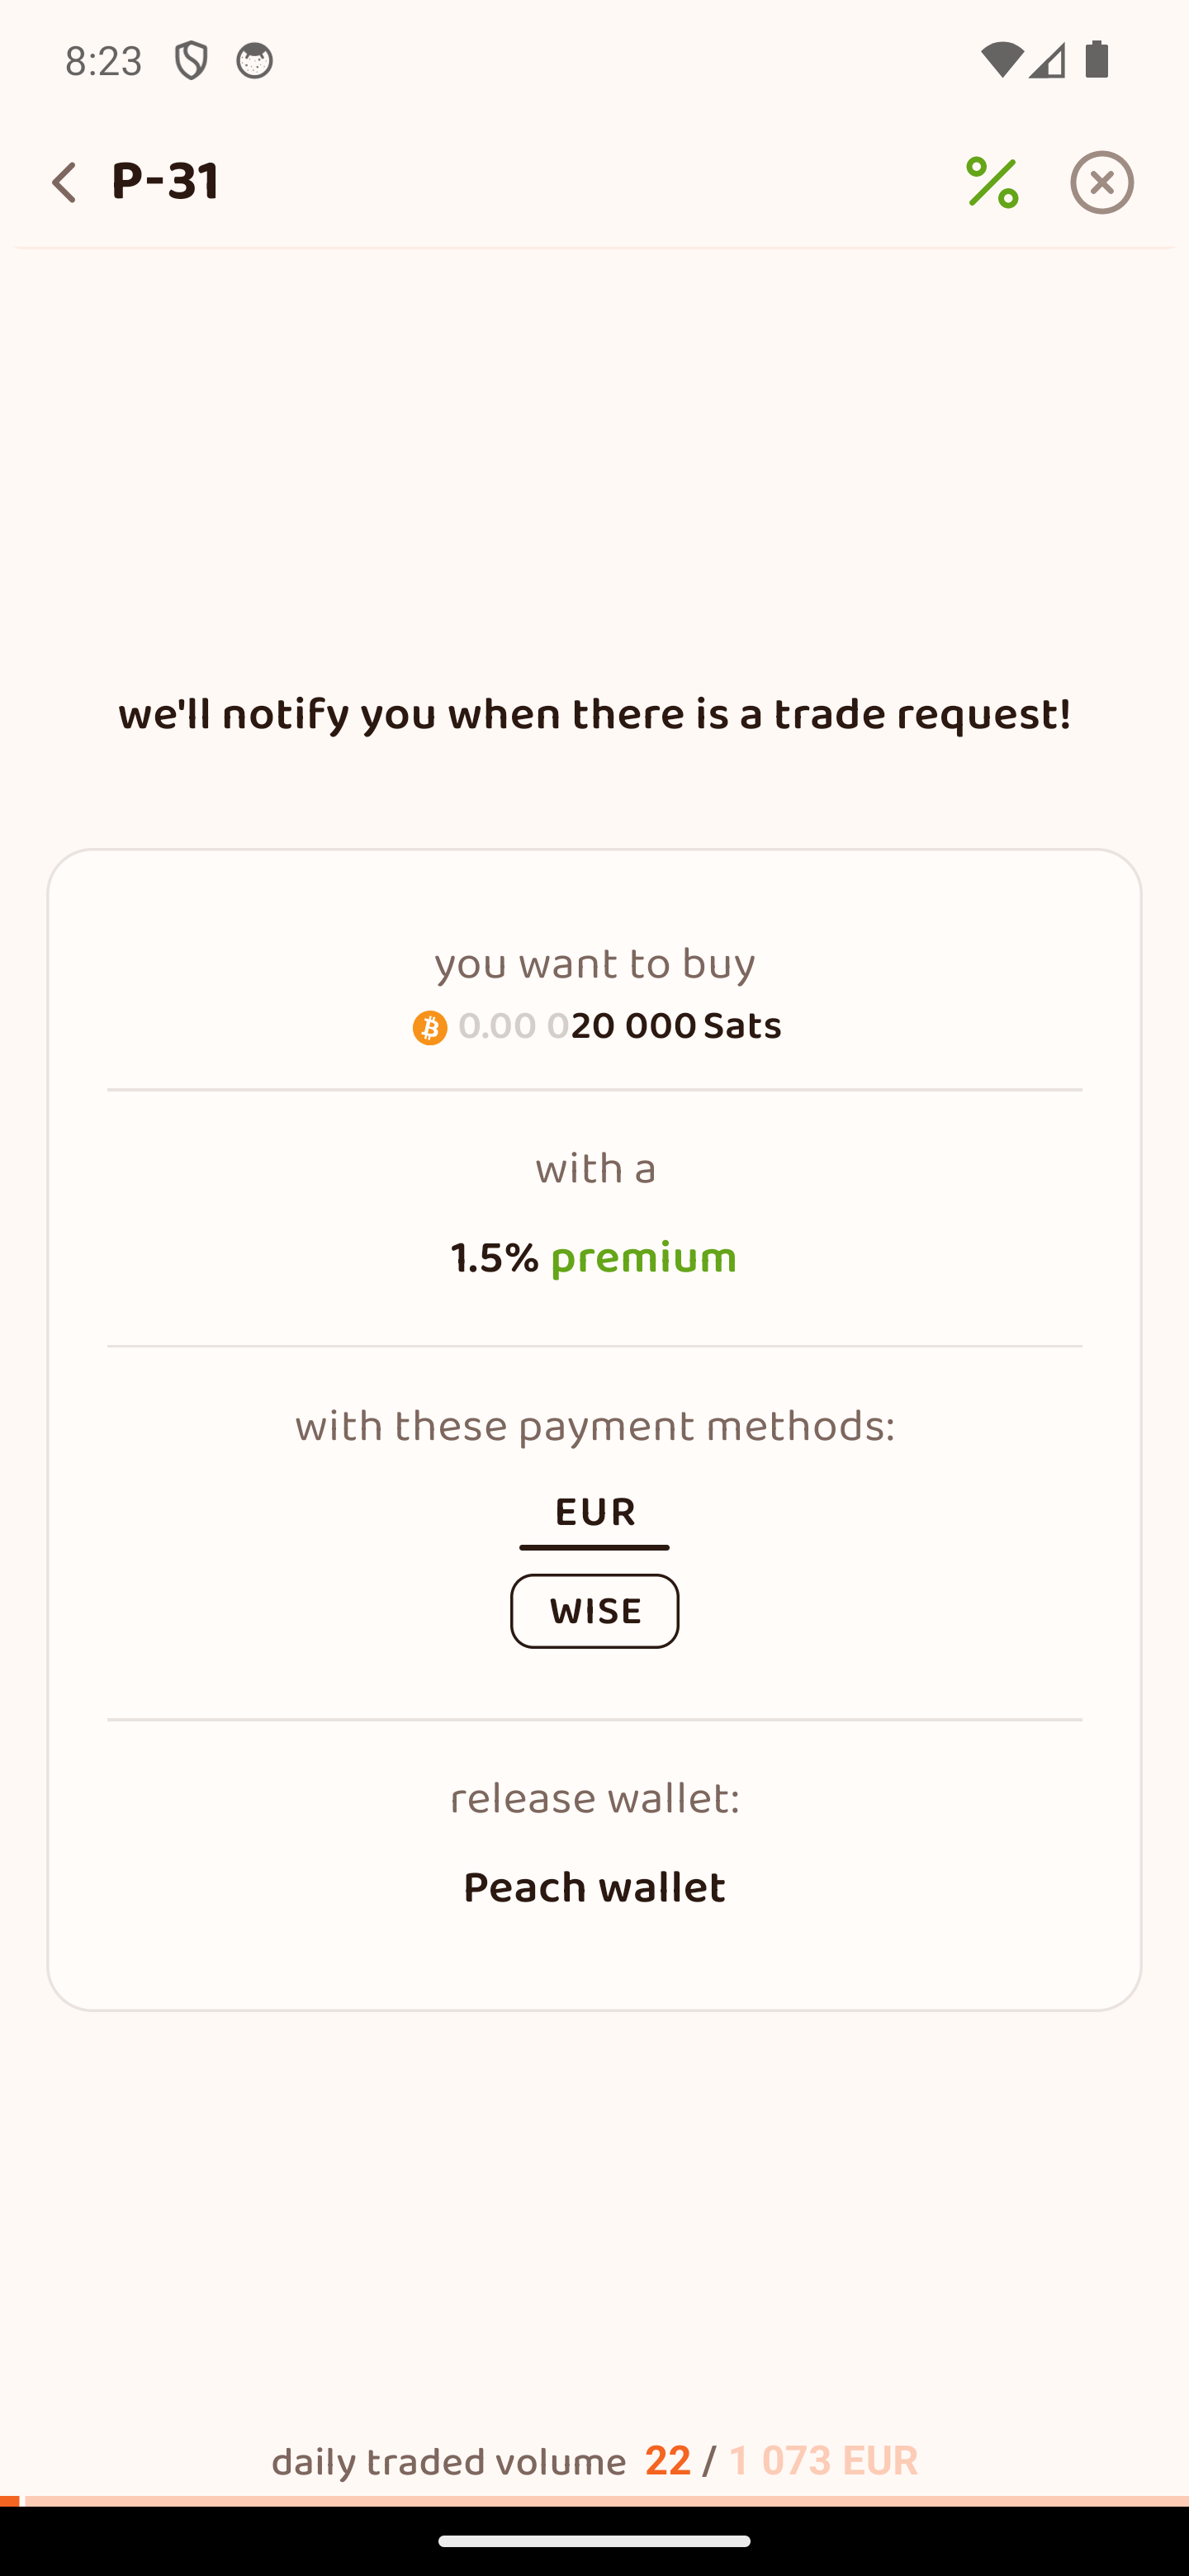 8:23
P-31
we'll notify you when there is a trade request!
you want to buy
0.00 020 000 Sats
with a
1.5% premium
with these payment methods:
EUR
WISE
release wallet:
Peach wallet
daily traded volume 22 / 1 073 EUR